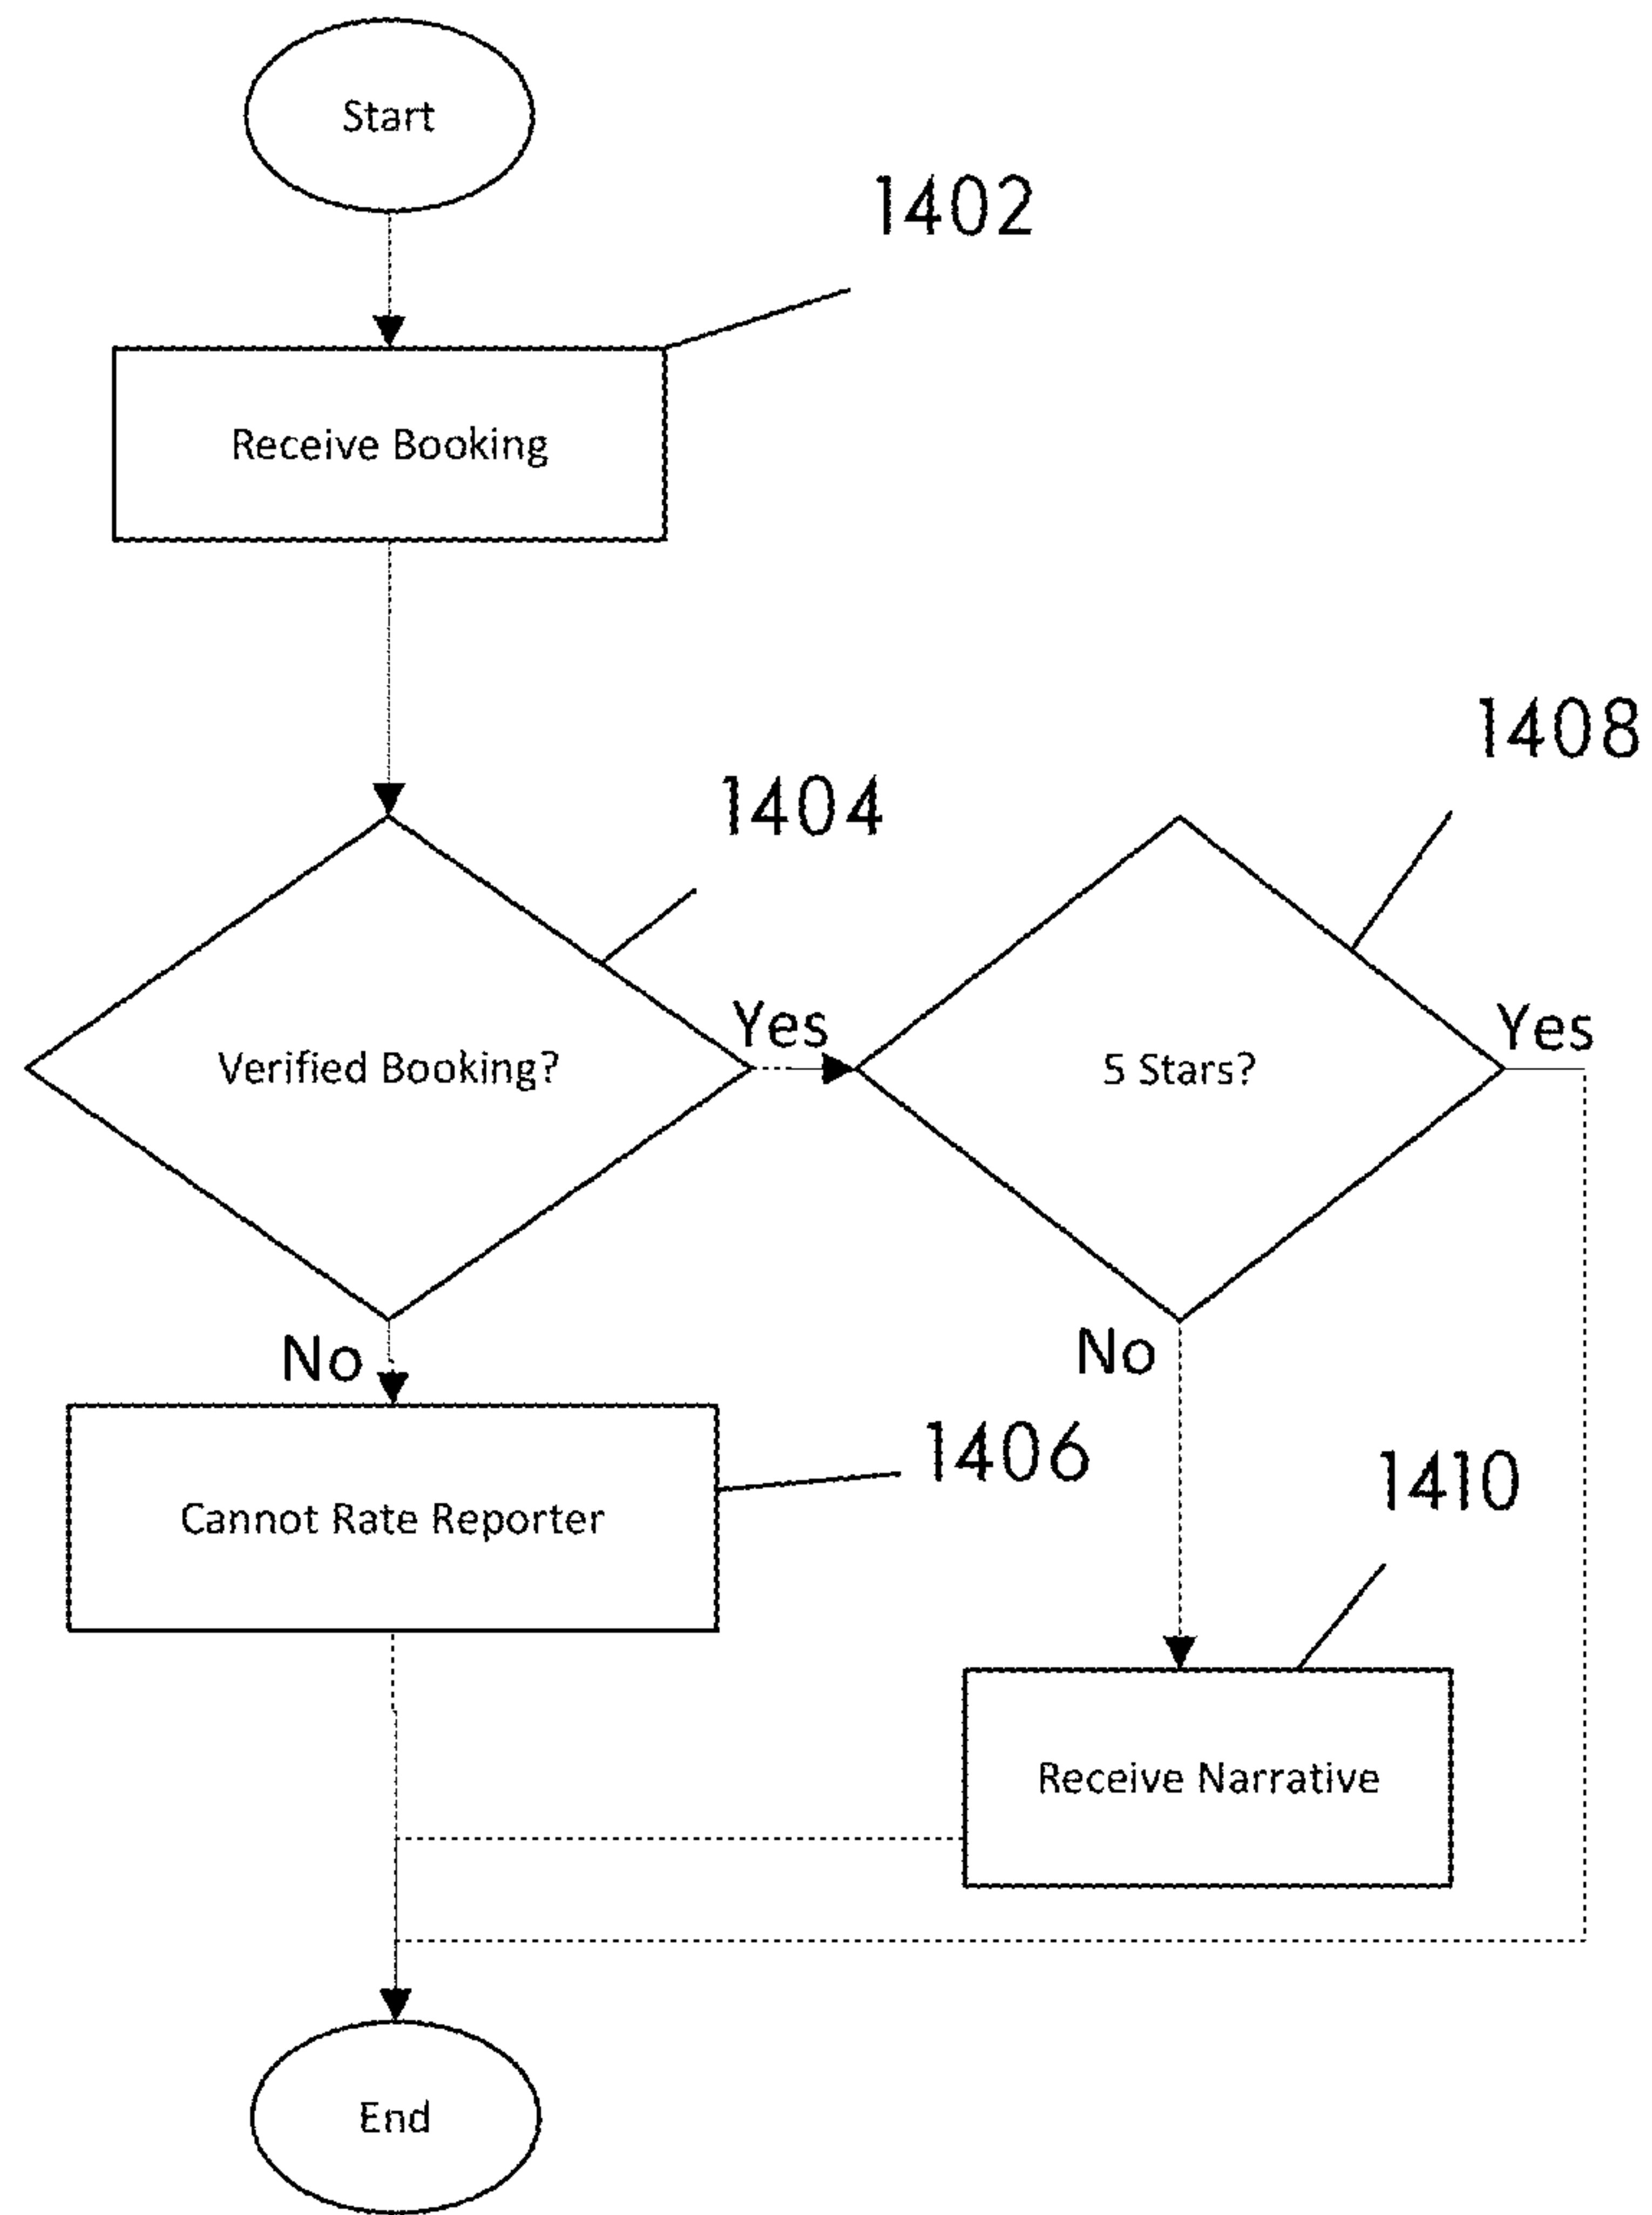 Start
1402
Receive Booking
1408
1404
Yes
Yes
Verified Booking?
5 Stars?
No
No
1406
1410
Cannot Rate Reporter
Receive Narrative
End